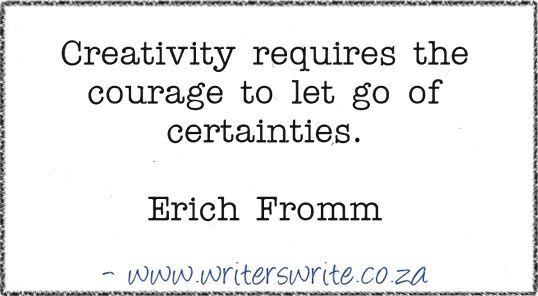 Creativity requires the
courage to let go of
certainties.
Erich Fromm
- www.writerswrite.co.za